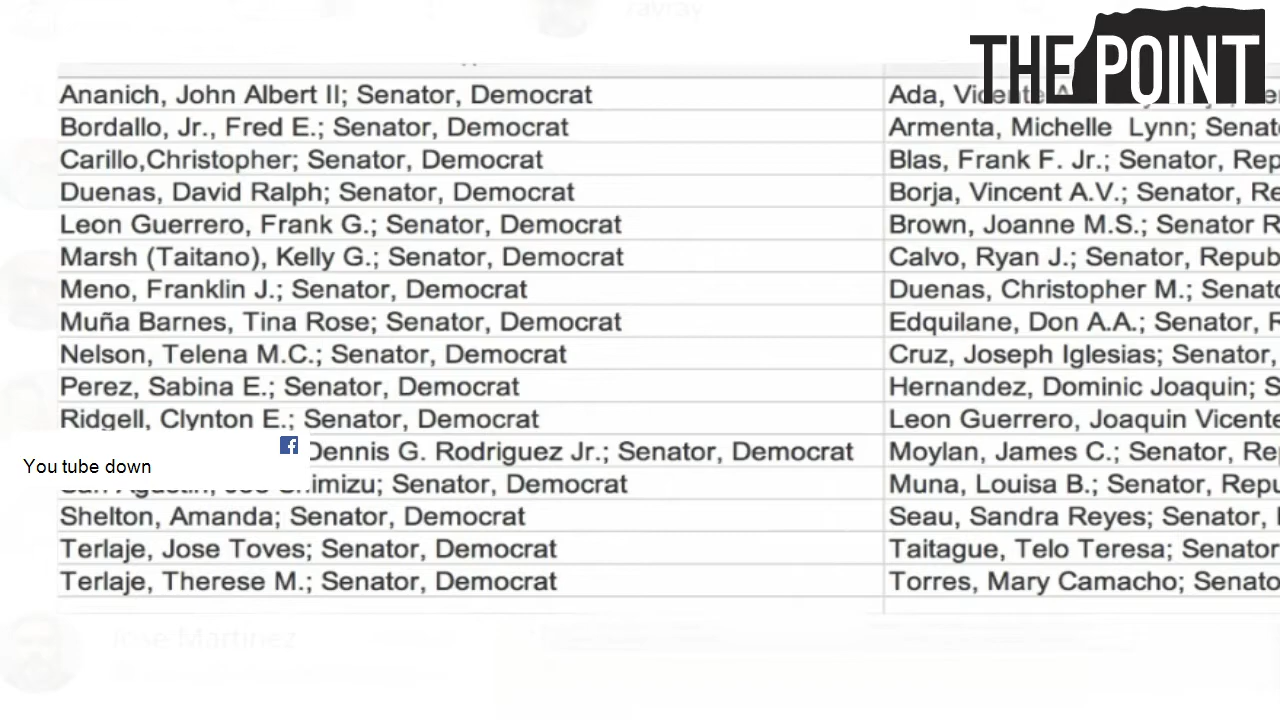 THE POINT
Ananich, John Albert II; Senator, Democrat
Bordallo, Jr., Fred E.; Senator, Democrat
Carillo,Christopher; Senator, Democrat
Duenas, David Ralph; Senator, Democrat
Leon Guerrero, Frank G.; Senator, Democrat
Marsh (Taitano), Kelly G.; Senator, Democrat
Meno, Franklin J.; Senator, Democrat
Muña Barnes, Tina Rose; Senator, Democrat
Nelson, Telena M.C.; Senator, Democrat
Perez, Sabina E.; Senator, Democrat
Ridgell, Clynton E.; Senator, Democrat
Dennis G. Rodriguez Jr.; Senator, Democrat
San Agustin, Joe Shimizu; Senator, Democrat
Shelton, Amanda; Senator, Democrat
Terlaje, Jose Toves; Senator, Democrat
Terlaje, Therese M.; Senator, Democrat
Ada, Vicente
Armenta, Michelle Lynn; Senat
Blas, Frank F. Jr.; Senator, Rep
Borja, Vincent A.V.; Senator, Re
Brown, Joanne M.S.; Senator R
Calvo, Ryan J.; Senator, Repub
Duenas, Christopher M.; Senato
Edquilane, Don A.A.; Senator, R
Cruz, Joseph Iglesias; Senator,
Hernandez, Dominic Joaquin; S
Leon Guerrero, Joaquin Vicente
Moylan, James C.; Senator, Rep
Muna, Louisa B.; Senator, Repu
Seau, Sandra Reyes; Senator,
Taitague, Telo Teresa; Senator
Torres, Mary Camacho; Senato
You tube down
Jose Martinez